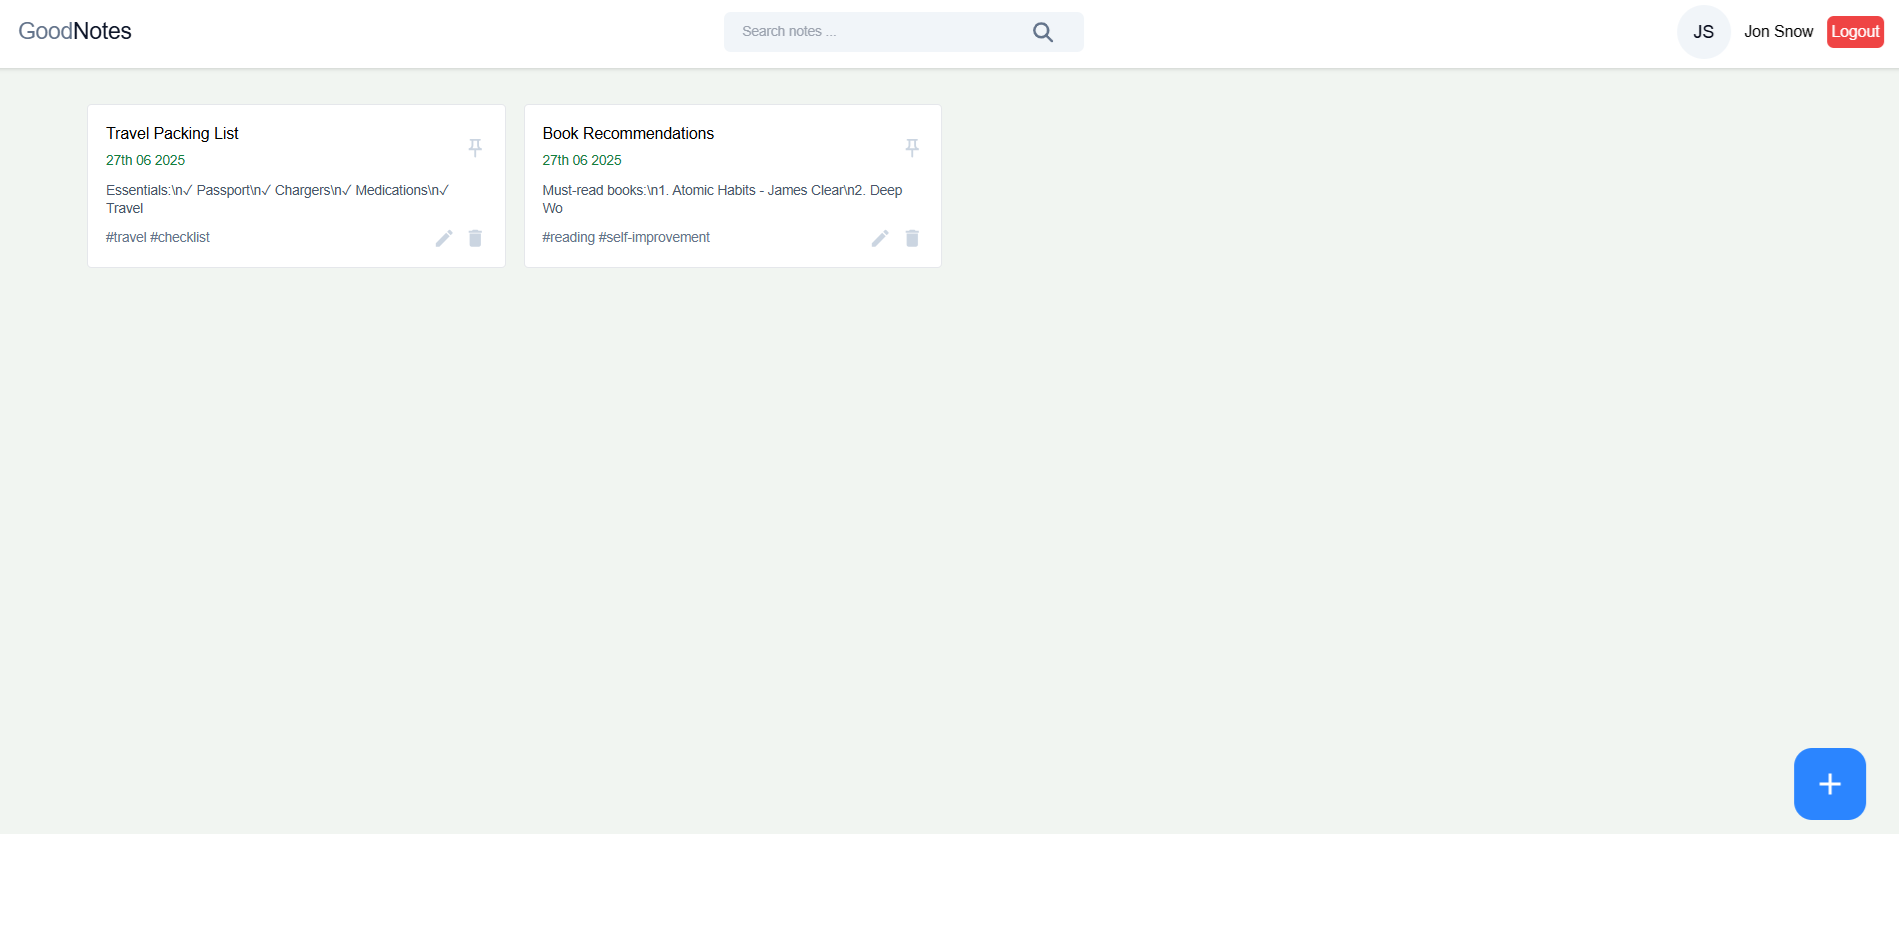 GoodNotes
Search notes ...
JS
Jon Snow
Logout
Travel Packing List
27th 06 2025
Essentials:\n✓ Passport\n✓ Chargers\n✓ Medications\n✓
Travel
#travel #checklist
Book Recommendations
27th 06 2025
Must-read books:\n1. Atomic Habits - James Clear\n2. Deep
Wo
#reading #self-improvement